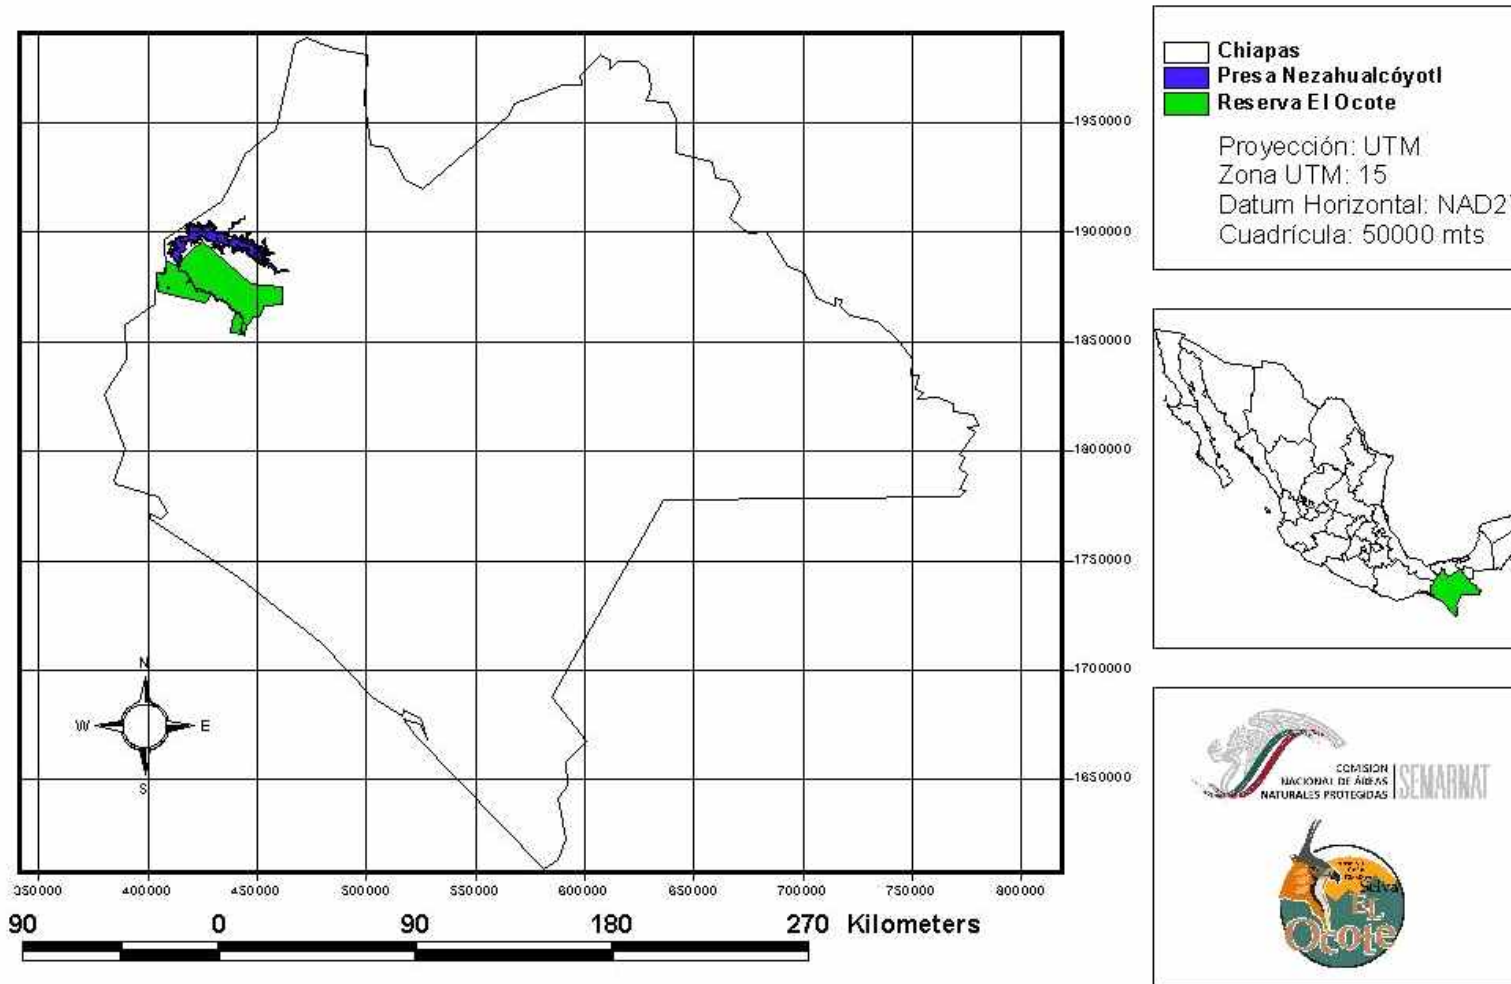 Chiapas
Presa Nezahualcóyotl
Reserva El Ocote
Proyección: UTM
Zona UTM: 15
Datum Horizontal: NAD2
Cuadrícula: 50000 mts
1950000
1900000
1850000
1800000
1750000
1700000
1650000
350000 400000 450000 500000 550000 600000 650000 700000 750000 800000
N
W E
S
90 0 90 180 270 Kilometers
COMISION
NACIONAL DE ÁREAS
NATURALES PROTEGIDAS
SEMARNAT
Selva
EL
Ocote